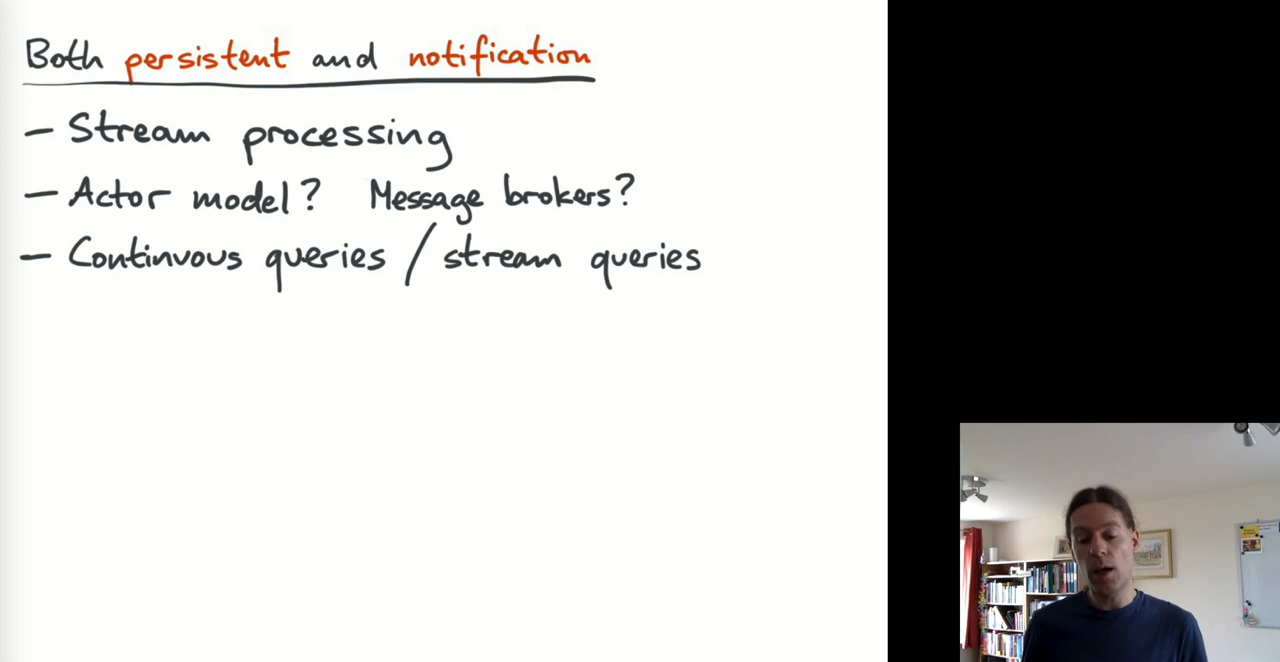 Both persistent and notification
– Stream processing
– Actor model? Message brokers?
– Continuous queries / stream queries